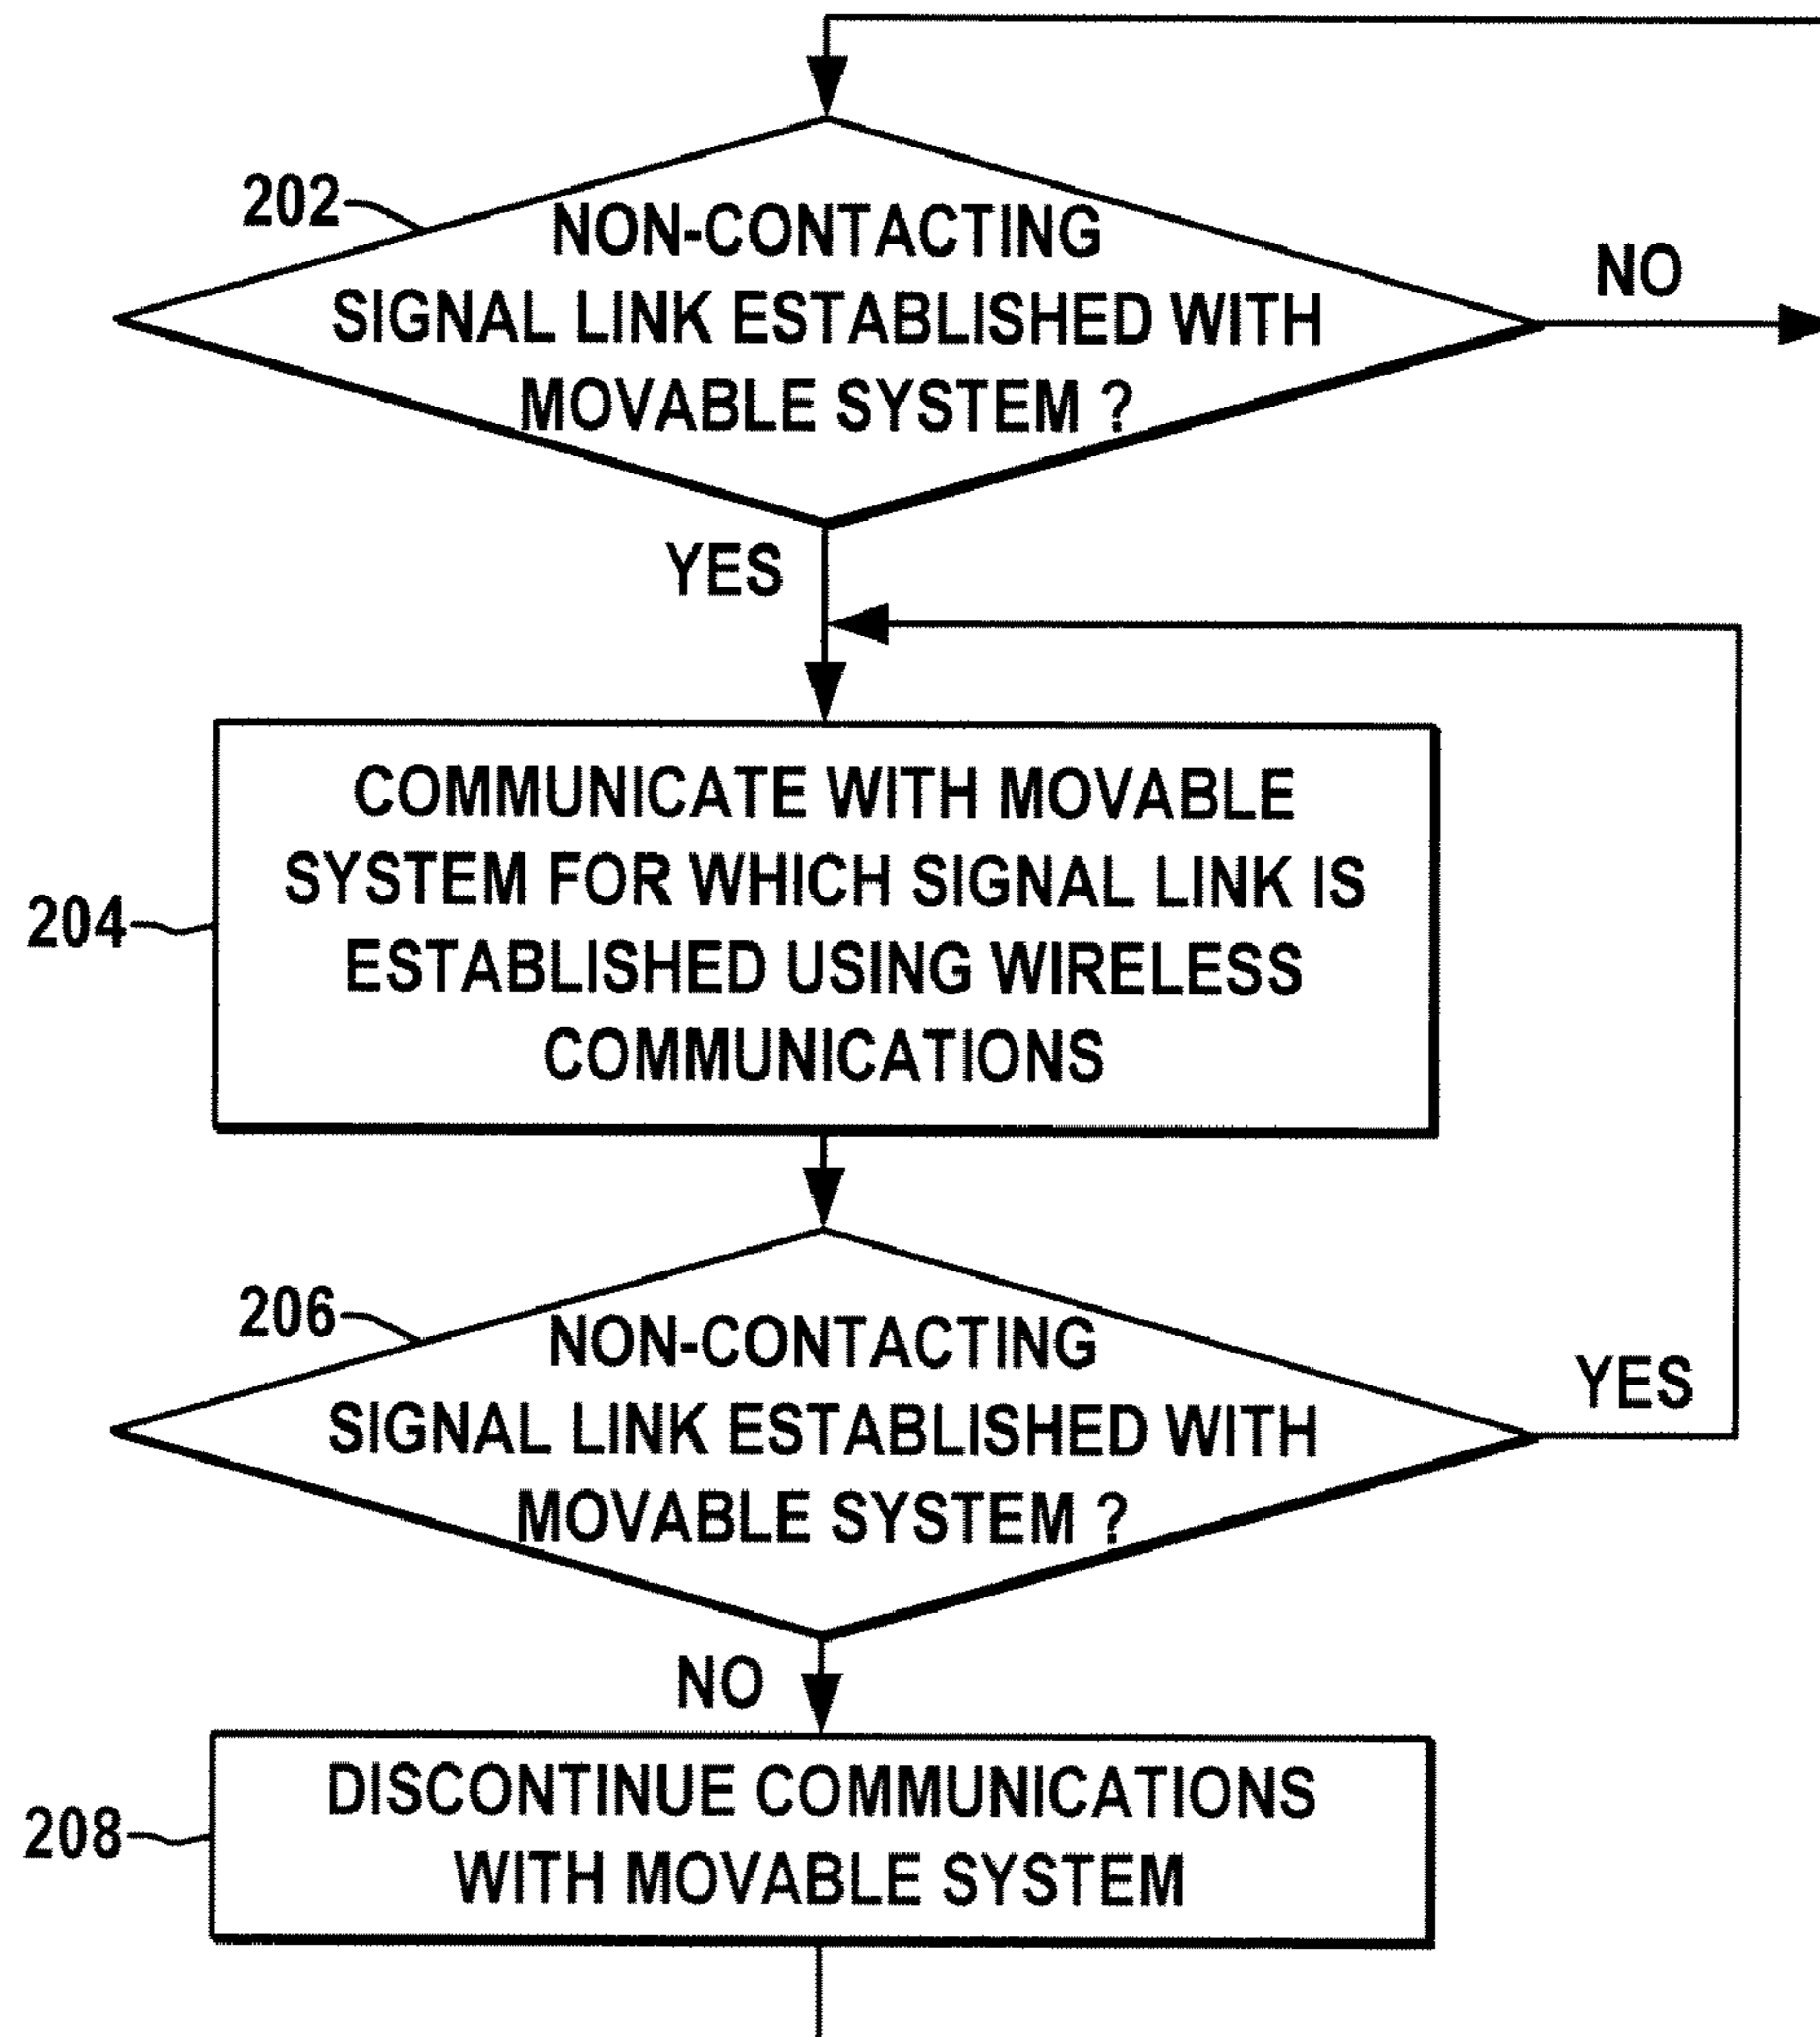 202
NON-CONTACTING
SIGNAL LINK ESTABLISHED WITH
MOVABLE SYSTEM ?
NO
YES
204
COMMUNICATE WITH MOVABLE
SYSTEM FOR WHICH SIGNAL LINK IS
ESTABLISHED USING WIRELESS
COMMUNICATIONS
206
NON-CONTACTING
SIGNAL LINK ESTABLISHED WITH
MOVABLE SYSTEM ?
YES
NO
208
DISCONTINUE COMMUNICATIONS
WITH MOVABLE SYSTEM